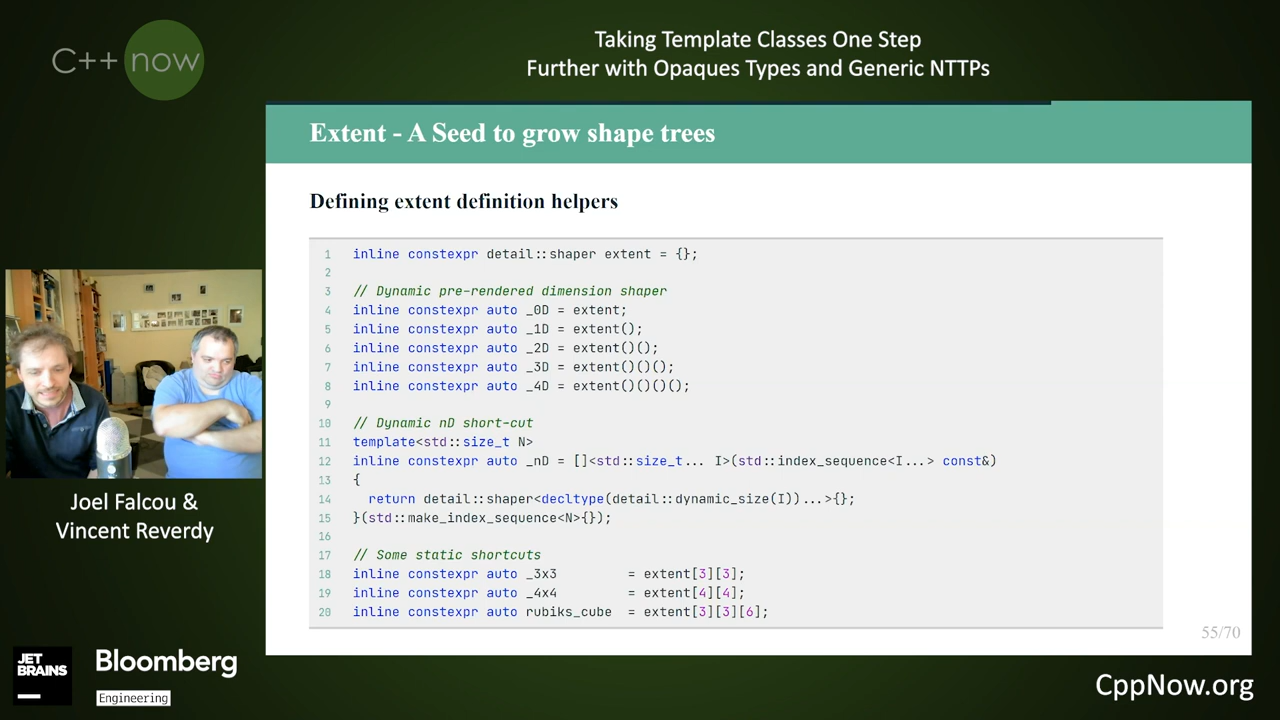 C++ now
Taking Template Classes One Step
Further with Opaques Types and Generic NTTPs
Extent - A Seed to grow shape trees
Defining extent definition helpers
1 inline constexpr detail::shaper extent = {};
2
3 // Dynamic pre-rendered dimension shaper
4 inline constexpr auto _0D = extent;
5 inline constexpr auto _1D = extent();
6 inline constexpr auto _2D = extent()();
7 inline constexpr auto _3D = extent()()();
8 inline constexpr auto _4D = extent()()()();
9
10 // Dynamic nD short-cut
11 template<std::size_t N>
12 inline constexpr auto _nD = []<std::size_t... I>(std::index_sequence<I...> const&)
13 {
14 return detail::shaper<decltype(detail::dynamic_size(I))...>{};
15 }(std::make_index_sequence<N>{});
16
17 // Some static shortcuts
18 inline constexpr auto _3x3 = extent[3][3];
19 inline constexpr auto _4x4 = extent[4][4];
20 inline constexpr auto rubiks_cube = extent[3][3][6];
55/70
Joel Falcou &
Vincent Reverdy
JET
BRAINS
Bloomberg
Engineering
CppNow.org